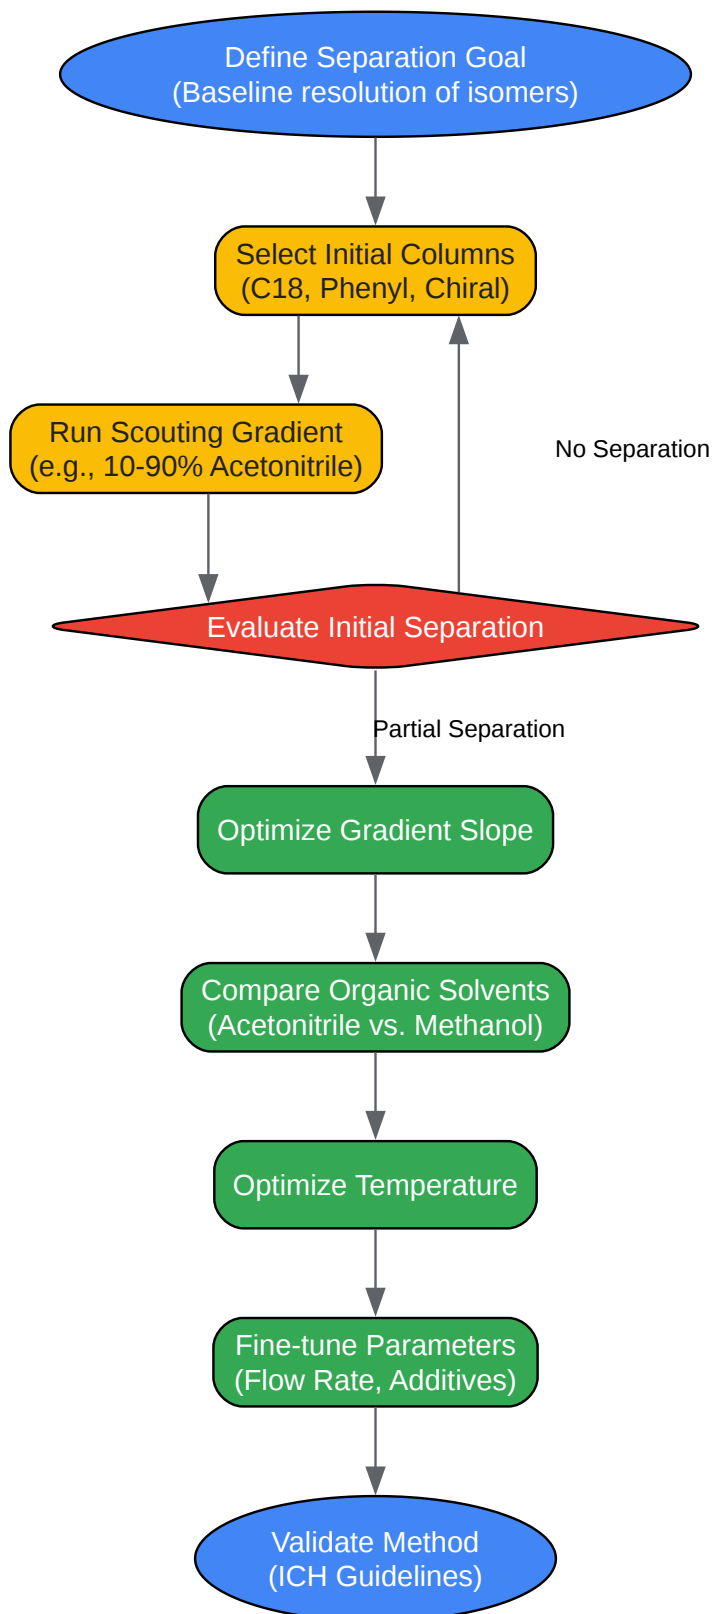 Define Separation Goal
(Baseline resolution of isomers)
Select Initial Columns
(C18, Phenyl, Chiral)
Run Scouting Gradient
(e.g., 10-90% Acetonitrile)
No Separation
Evaluate Initial Separation
Partial Separation
Optimize Gradient Slope
Compare Organic Solvents
(Acetonitrile vs. Methanol)
Optimize Temperature
Fine-tune Parameters
(Flow Rate, Additives)
Validate Method
(ICH Guidelines)